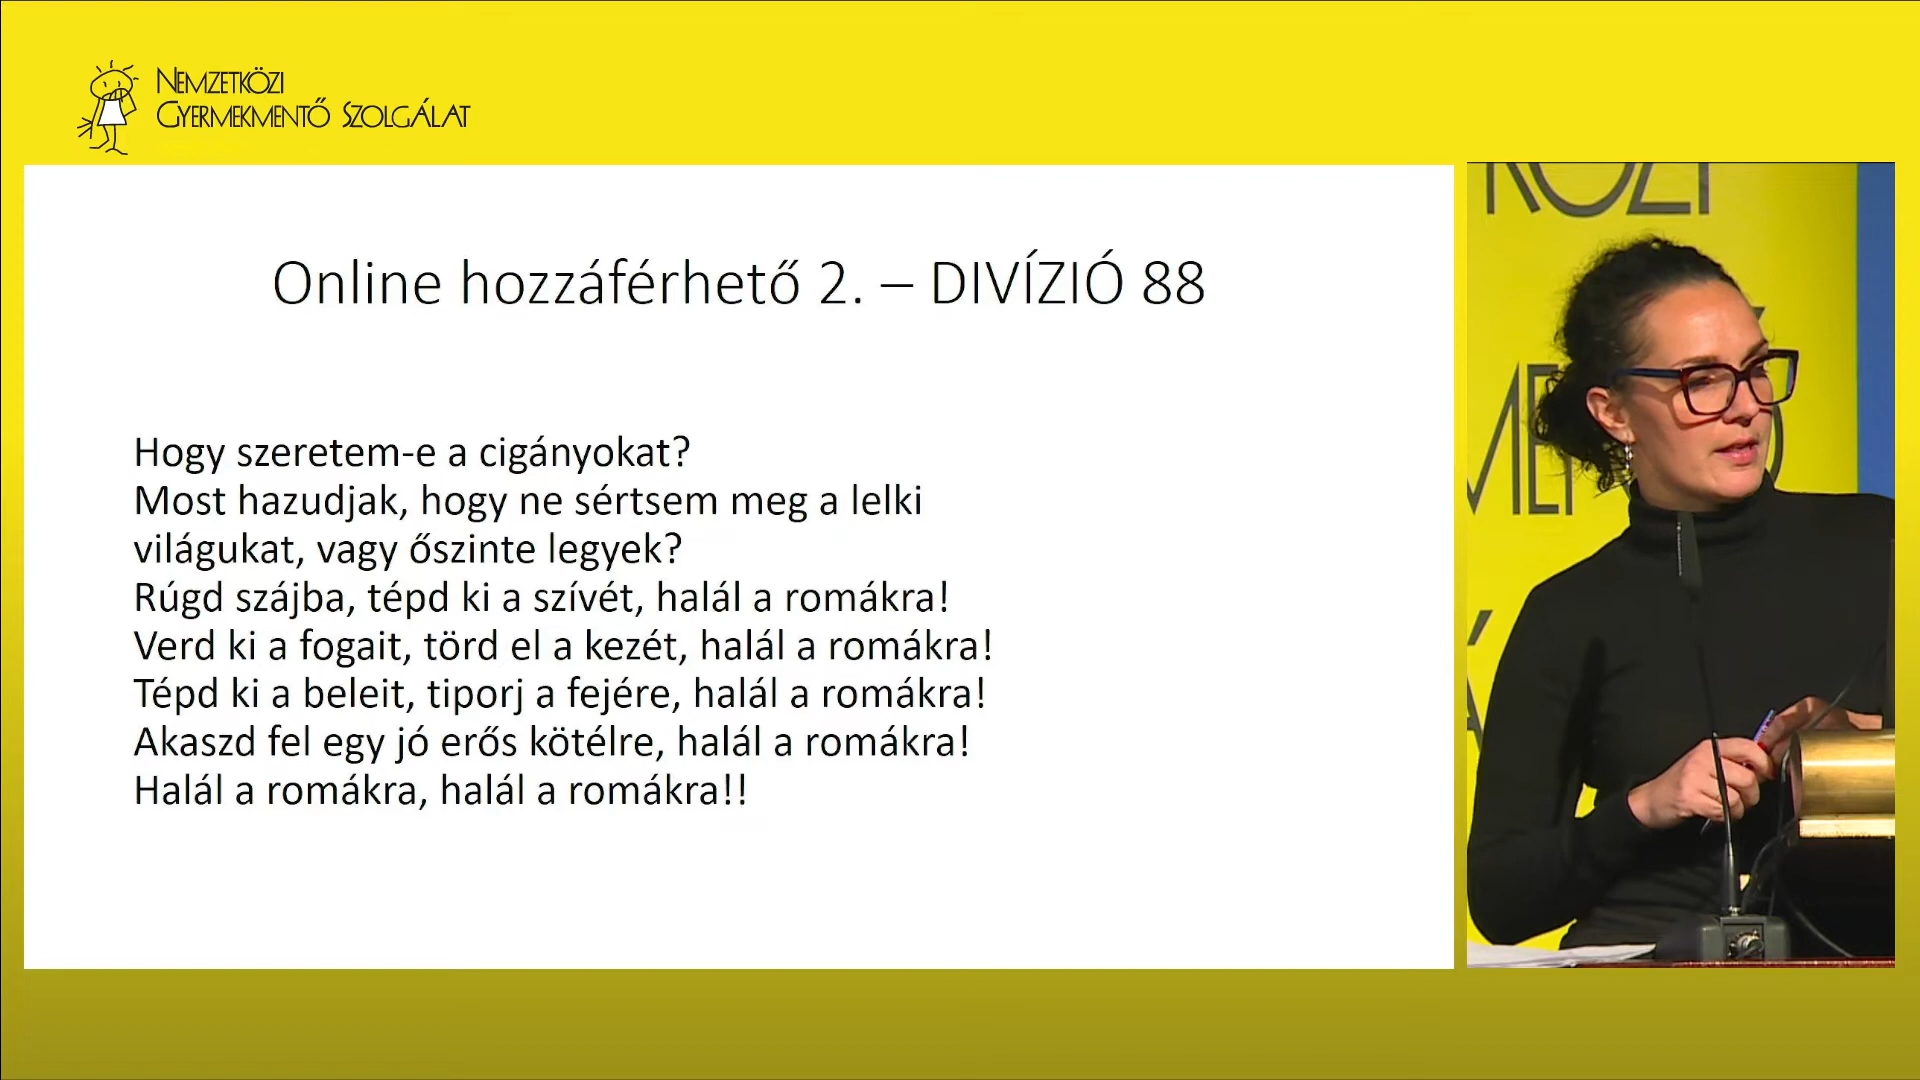 NEMZETKÖZI
GYERMEKMENTŐ SZOLGÁLAT
Online hozzáférhető 2. – DIVÍZIÓ 88
Hogy szeretem-e a cigányokat?
Most hazudjak, hogy ne sértsem meg a lelki
világukat, vagy őszinte legyek?
Rúgd szájba, tépd ki a szívét, halál a romákra!
Verd ki a fogait, törd el a kezét, halál a romákra!
Tépd ki a beleit, tiporj a fejére, halál a romákra!
Akaszd fel egy jó erős kötélre, halál a romákra!
Halál a romákra, halál a romákra!!